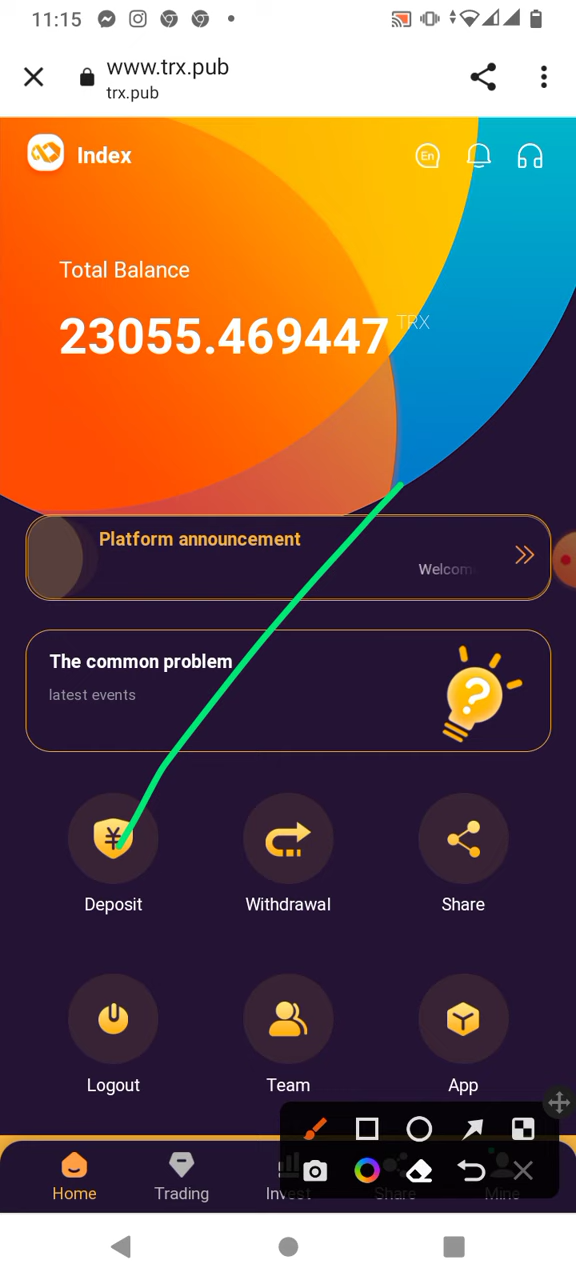 11:15
www.trx.pub
trx.pub
Index
En
Total Balance
23055.469447 TRX
Platform announcement
Welcom
The common problem
latest events
Deposit
Withdrawal
Share
Logout
Team
App
Home
Trading
Invest
Share
Mine